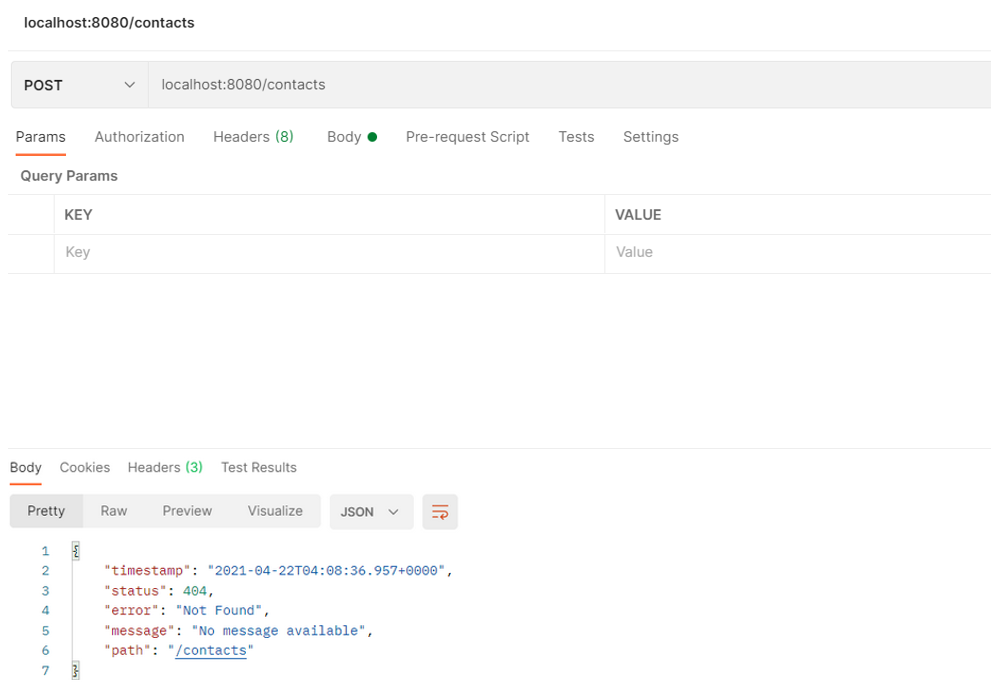 localhost:8080/contacts
POST localhost:8080/contacts
Params Authorization Headers (8) Body Pre-request Script Tests Settings
Query Params
KEY VALUE
Key Value
Body Cookies Headers (3) Test Results
Pretty Raw Preview Visualize JSON
1 {
2 "timestamp": "2021-04-22T04:08:36.957+0000",
3 "status": 404,
4 "error": "Not Found",
5 "message": "No message available",
6 "path": "/contacts"
7 }